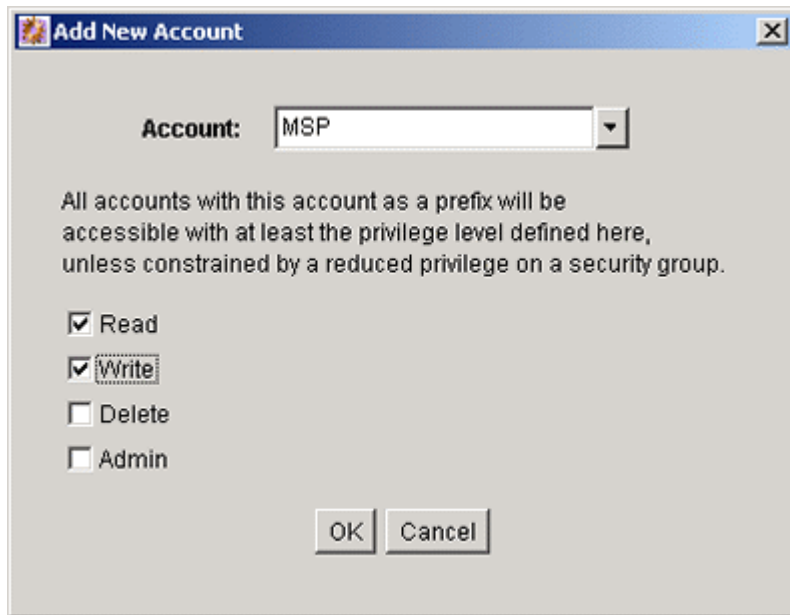 Add New Account
Account: MSP
All accounts with this account as a prefix will be
accessible with at least the privilege level defined here,
unless constrained by a reduced privilege on a security group.
Read
Write
Delete
Admin
OK Cancel